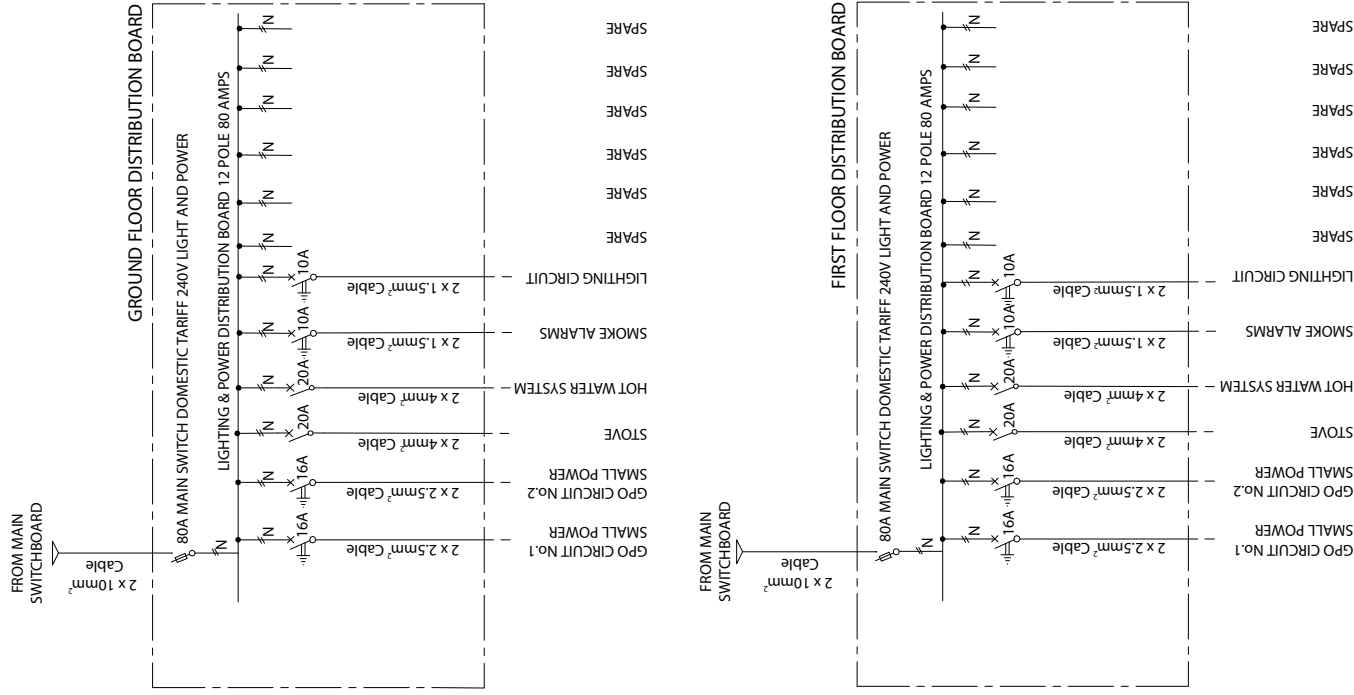 GROUND FLOOR DISTRIBUTION BOARD
FROM MAIN
SWITCHBOARD
2 x 10mm²
Cable
80A MAIN SWITCH DOMESTIC TARIFF 240V LIGHT AND POWER
LIGHTING & POWER DISTRIBUTION BOARD 12 POLE 80 AMPS
N
N
16A
2 x 2.5mm² Cable
GPO CIRCUIT No.1
SMALL POWER
N
16A
2 x 2.5mm² Cable
GPO CIRCUIT No.2
SMALL POWER
N
20A
2 x 4mm² Cable
STOVE
N
20A
2 x 4mm² Cable
HOT WATER SYSTEM
N
10A
2 x 1.5mm² Cable
SMOKE ALARMS
N
10A
2 x 1.5mm² Cable
LIGHTING CIRCUIT
N
SPARE
N
SPARE
N
SPARE
N
SPARE
N
SPARE
N
SPARE
FIRST FLOOR DISTRIBUTION BOARD
FROM MAIN
SWITCHBOARD
2 x 10mm²
Cable
80A MAIN SWITCH DOMESTIC TARIFF 240V LIGHT AND POWER
LIGHTING & POWER DISTRIBUTION BOARD 12 POLE 80 AMPS
N
N
16A
2 x 2.5mm² Cable
GPO CIRCUIT No.1
SMALL POWER
N
16A
2 x 2.5mm² Cable
GPO CIRCUIT No.2
SMALL POWER
N
20A
2 x 4mm² Cable
STOVE
N
20A
2 x 4mm² Cable
HOT WATER SYSTEM
N
10A
2 x 1.5mm² Cable
SMOKE ALARMS
N
10A
2 x 1.5mm² Cable
LIGHTING CIRCUIT
N
SPARE
N
SPARE
N
SPARE
N
SPARE
N
SPARE
N
SPARE